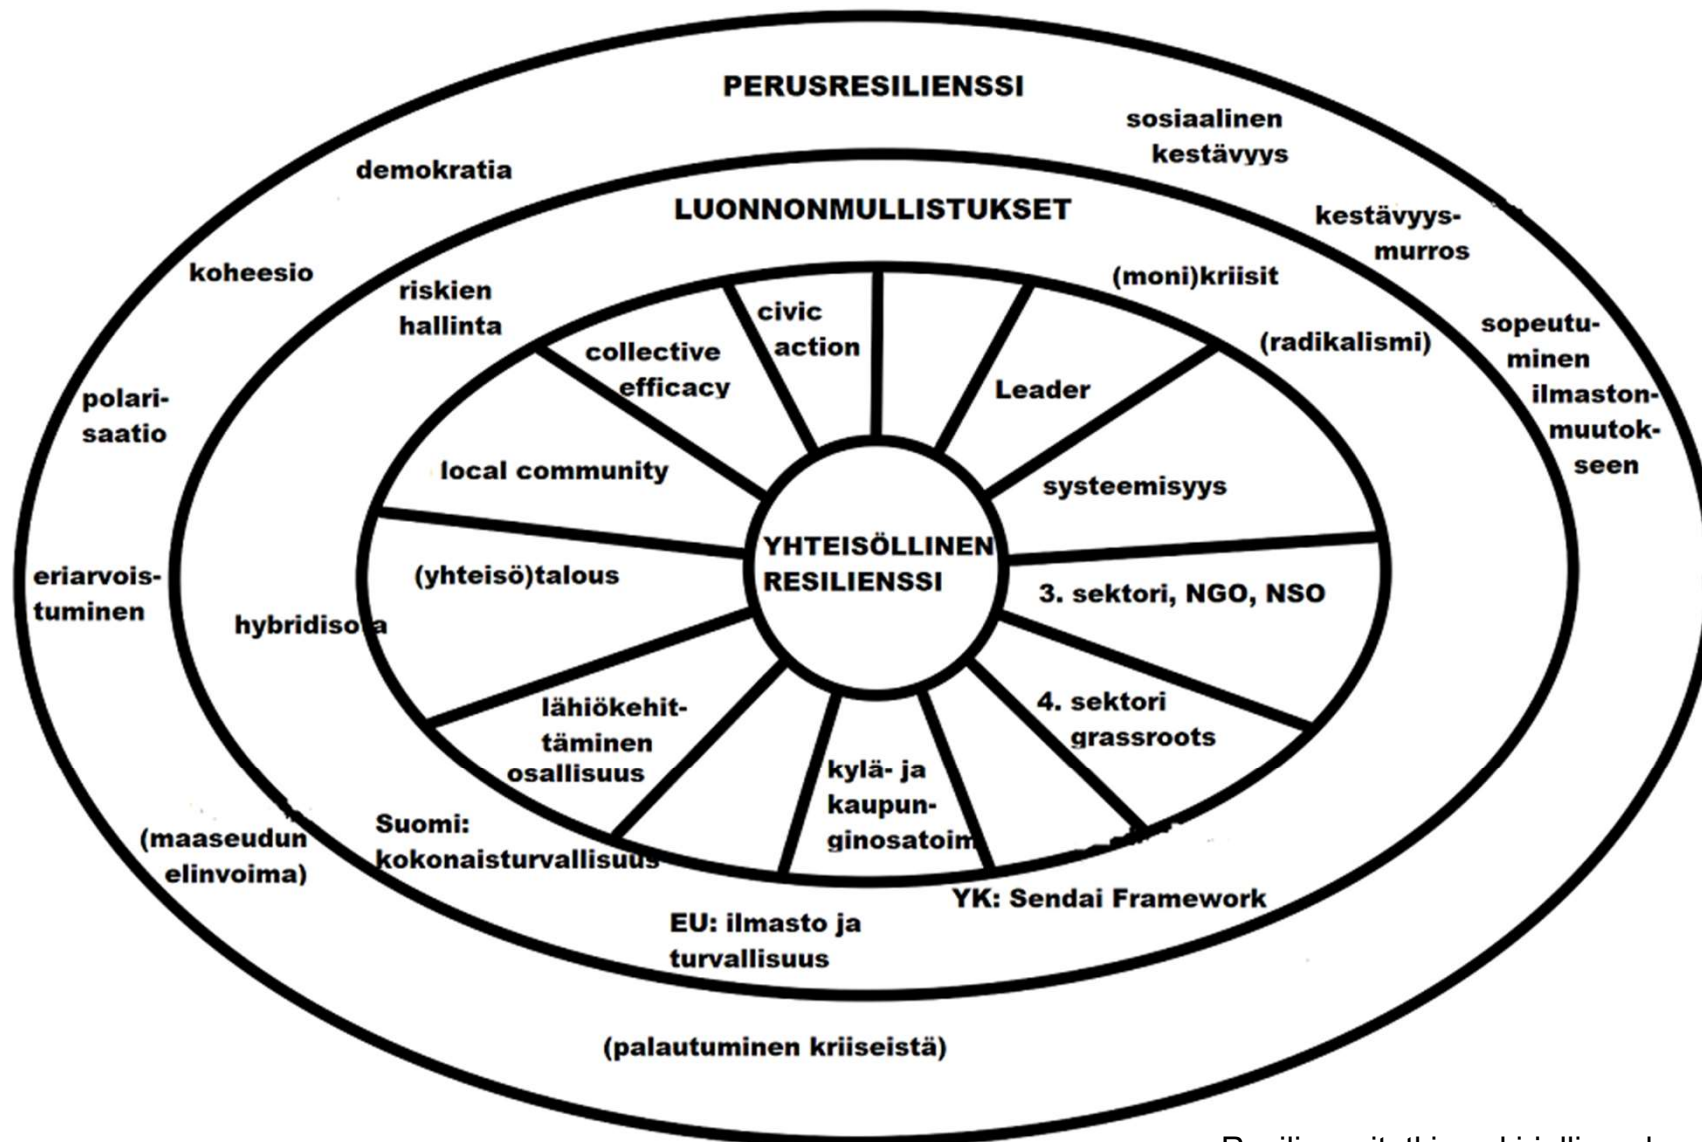 PERUSRESILIENSSI
sosiaalinen
kestävyys
demokratia
LUONNONMULLISTUKSET
kestävyys-
murros
koheesio
riskien
hallinta
(moni)kriisit
(radikalismi)
sopeutu-
minen
ilmaston-
muutok-
seen
civic
action
collective
efficacy
Leader
polari-
saatio
local community
systeemisyys
YHTEISÖLLINEN
RESILIENSSI
(yhteisö)talous
3. sektori, NGO, NSO
eriarvois-
tuminen
hybridisota
lähiökehit-
täminen
osallisuus
4. sektori
grassroots
kylä- ja
kaupun-
ginosatoim
(maaseudun
elinvoima)
Suomi:
kokonaisturvallisuus
YK: Sendai Framework
EU: ilmasto ja
turvallisuus
(palautuminen kriiseistä)